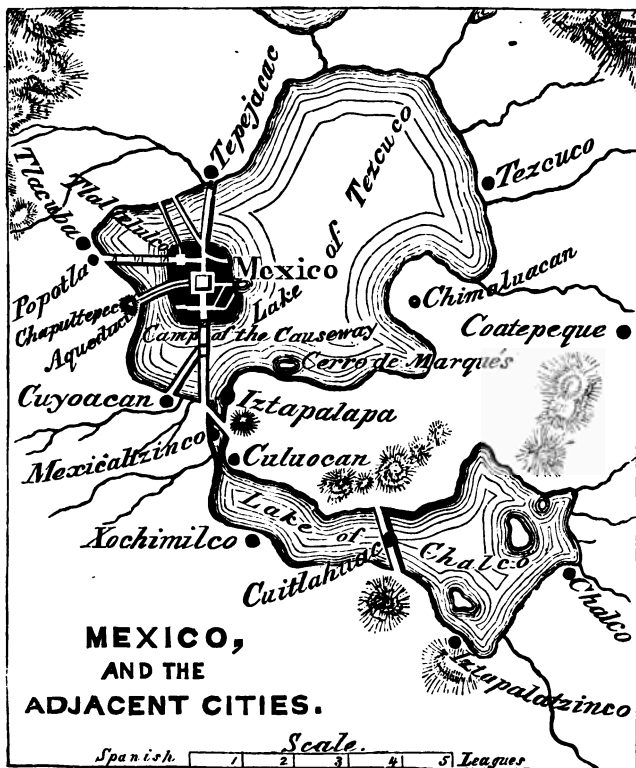 Tepejacac
Tezcuco
Lake of Tezcuco
Tlacuba
Tlaltelulco
Popotla
Mexico
Chapultepec
Aqueduct
Chimaluacan
Coatepeque
Camp of the Causeway
Cerro de Marqués
Cuyoacan
Iztapalapa
Mexicaltzinco
Culuocan
Xochimilco
Lake of Chalco
Cuitlahuac
Chalco
Iztapalatzinco
MEXICO,
AND THE
ADJACENT CITIES.
Scale.
Spanish 1 2 3 4 5 Leagues